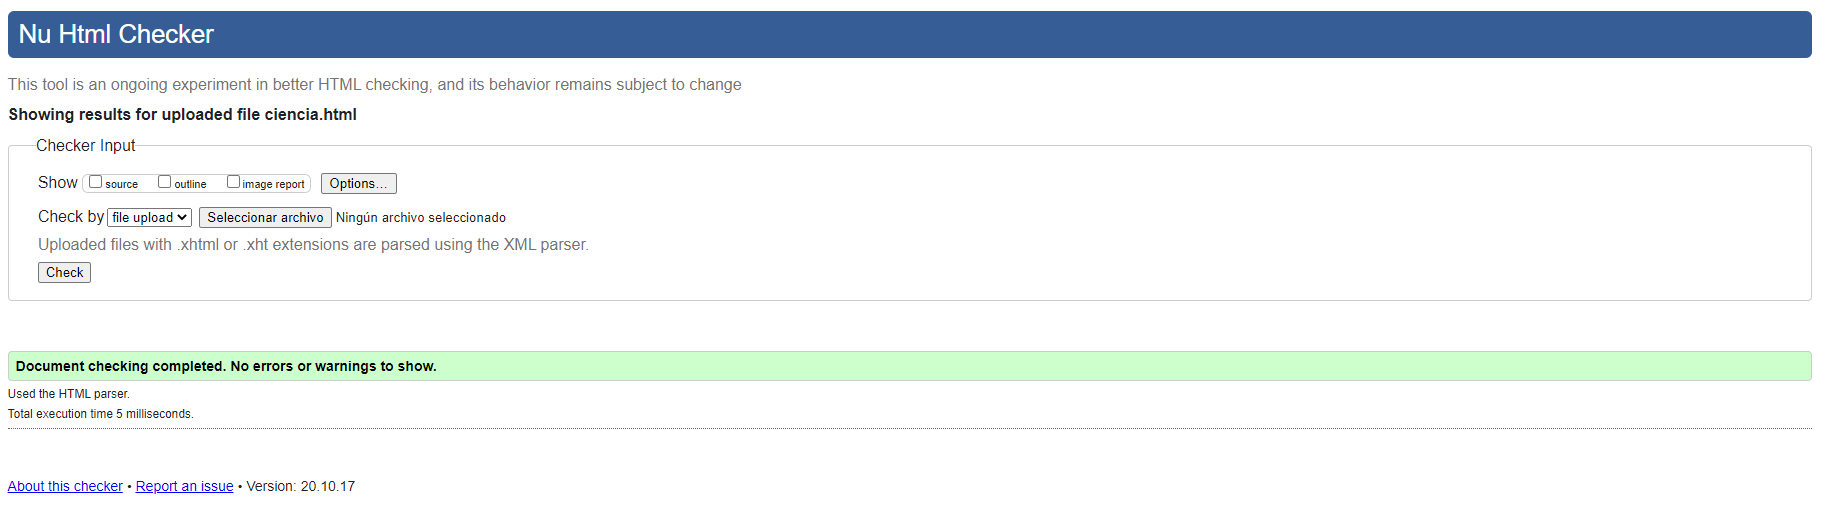 Nu Html Checker
This tool is an ongoing experiment in better HTML checking, and its behavior remains subject to change
Showing results for uploaded file ciencia.html
Checker Input
Show source outline image report Options...
Check by file upload Seleccionar archivo Ningún archivo seleccionado
Uploaded files with .xhtml or .xht extensions are parsed using the XML parser.
Check
Document checking completed. No errors or warnings to show.
Used the HTML parser.
Total execution time 5 milliseconds.
About this checker • Report an issue • Version: 20.10.17